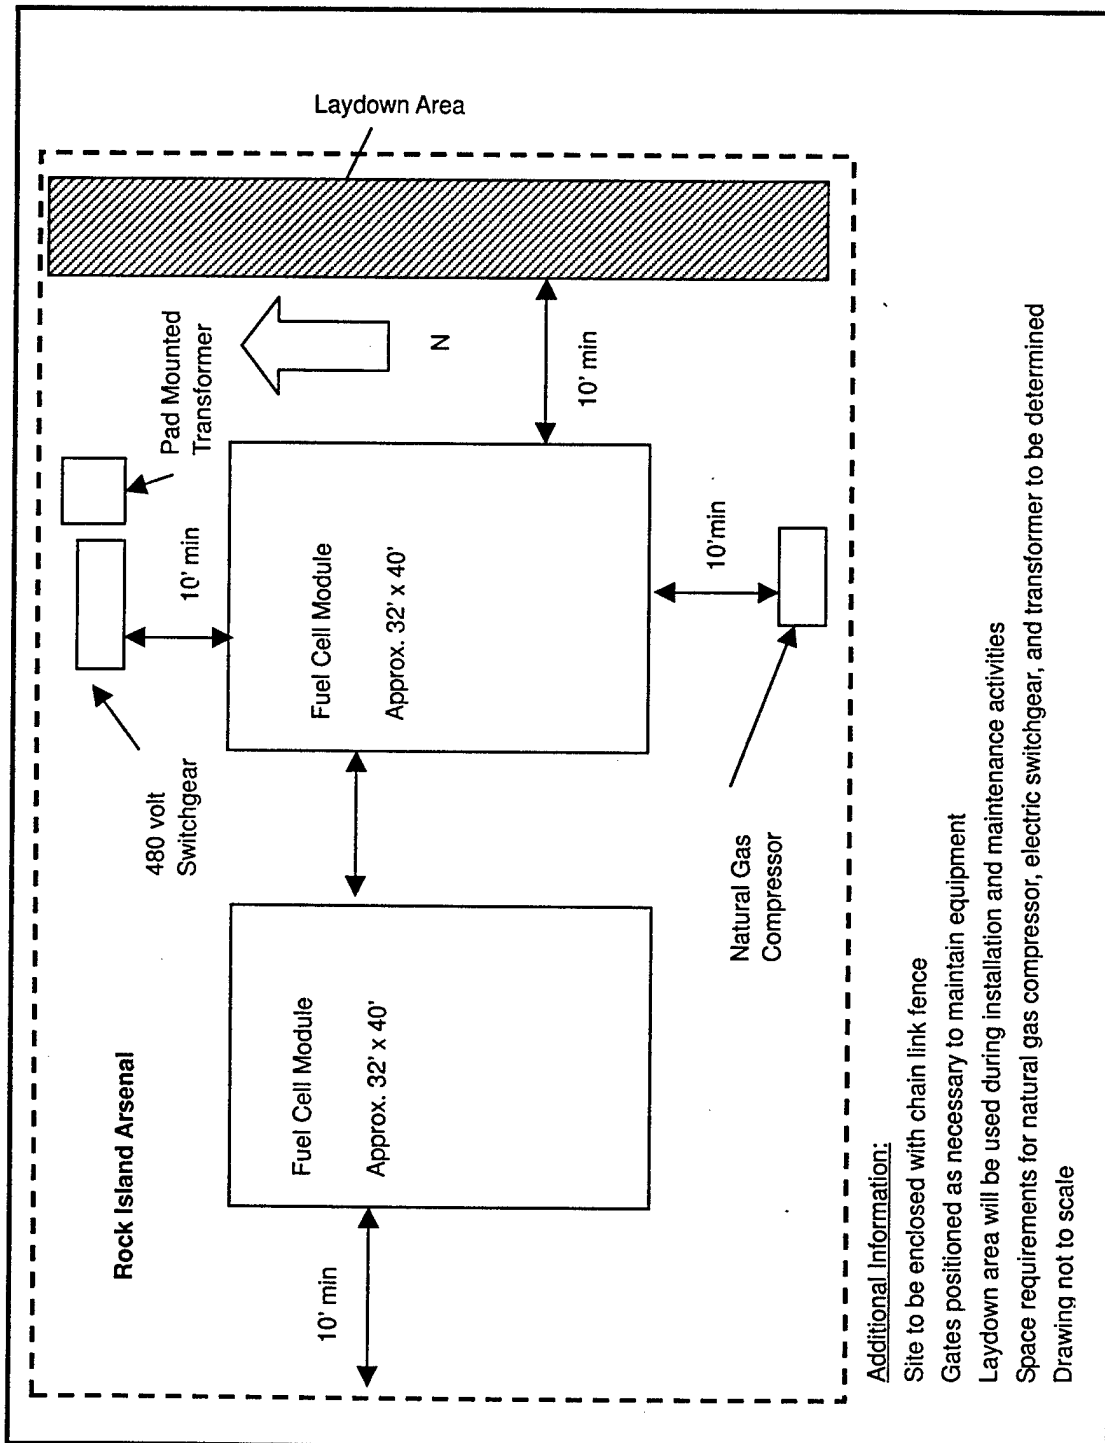 Rock Island Arsenal
480 volt
Switchgear
Pad Mounted
Transformer
Laydown Area
10' min
N
Fuel Cell Module
Approx. 32' x 40'
Fuel Cell Module
Approx. 32' x 40'
10' min
10' min
10'min
Natural Gas
Compressor
Additional Information:
Site to be enclosed with chain link fence
Gates positioned as necessary to maintain equipment
Laydown area will be used during installation and maintenance activities
Space requirements for natural gas compressor, electric switchgear, and transformer to be determined
Drawing not to scale